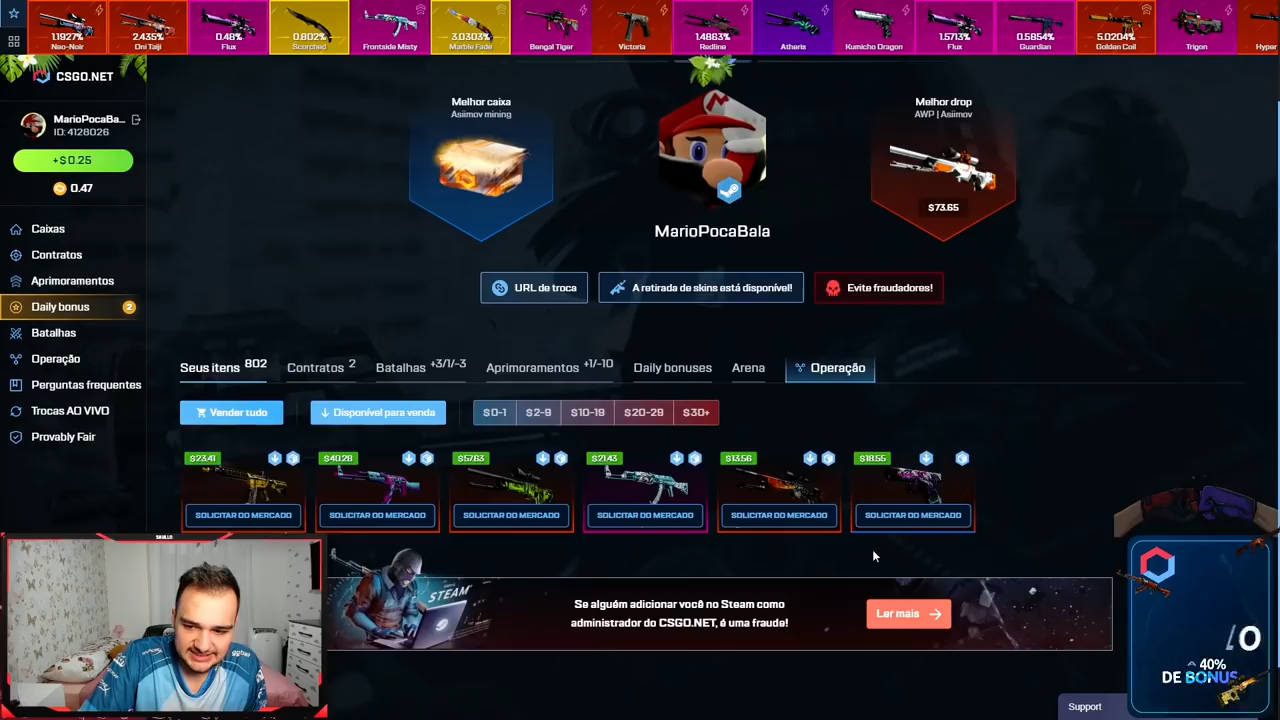 1.1927%
Neo-Noir
2.435%
Oni Taiji
0.48%
Flux
0.802%
Scorched
Frontside Misty
3.0303%
Marble Fade
Bengal Tiger
Victoria
1.4863%
Redline
Atheris
Kumicho Dragon
1.5713%
Flux
0.5854%
Guardian
5.0204%
Golden Coil
Trigon
Hyper
CSGO.NET
MarioPocaBa...
ID: 4128026
+$0.25
0.47
Caixas
Contratos
Aprimoramentos
Daily bonus 2
Batalhas
Operação
Perguntas frequentes
Trocas AO VIVO
Provably Fair
Melhor caixa
Asiimov mining
MarioPocaBala
Melhor drop
AWP | Asiimov
$73.65
URL de troca
A retirada de skins está disponível!
Evite fraudadores!
Seus itens 802
Contratos 2
Batalhas +3/1/-3
Aprimoramentos +1/-10
Daily bonuses
Arena
Operação
Vender tudo
Disponível para venda
$0-1
$2-9
$10-19
$20-29
$30+
$23.41
SOLICITAR DO MERCADO
$40.28
SOLICITAR DO MERCADO
$57.63
SOLICITAR DO MERCADO
$21.43
SOLICITAR DO MERCADO
$13.56
SOLICITAR DO MERCADO
$18.55
SOLICITAR DO MERCADO
STEAM
Se alguém adicionar você no Steam como
administrador do CSGO.NET, é uma fraude!
Ler mais
40%
DE BONUS
Support